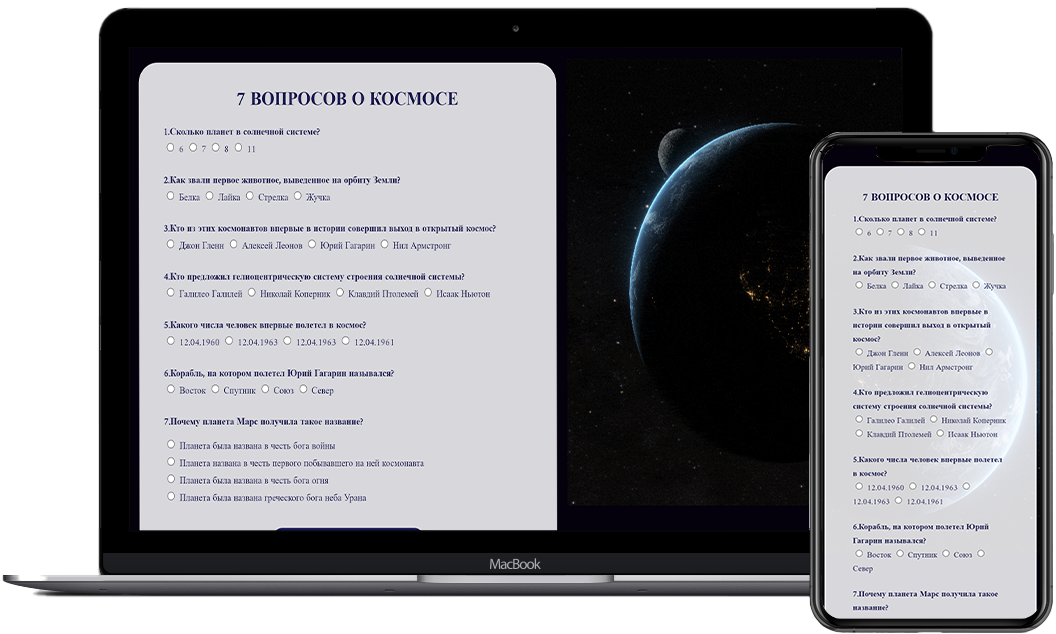 7 ВОПРОСОВ О КОСМОСЕ
1.Сколько планет в солнечной системе?
6 7 8 11
2.Как звали первое животное, выведенное на орбиту Земли?
Белка Лайка Стрелка Жучка
3.Кто из этих космонавтов впервые в истории совершил выход в открытый космос?
Джон Гленн Алексей Леонов Юрий Гагарин Нил Армстронг
4.Кто предложил гелиоцентрическую систему строения солнечной системы?
Галилео Галилей Николай Коперник Клавдий Птолемей Исаак Ньютон
5.Какого числа человек впервые полетел в космос?
12.04.1960 12.04.1963 12.04.1963 12.04.1961
6.Корабль, на котором полетел Юрий Гагарин назывался?
Восток Спутник Союз Север
7.Почему планета Марс получила такое название?
Планета была названа в честь бога войны
Планета названа в честь первого побывавшего на ней космонавта
Планета была названа в честь бога огня
Планета была названа греческого бога неба Урана
MacBook
7 ВОПРОСОВ О КОСМОСЕ
1.Сколько планет в солнечной системе?
6 7 8 11
2.Как звали первое животное, выведенное
на орбиту Земли?
Белка Лайка Стрелка Жучка
3.Кто из этих космонавтов впервые в
истории совершил выход в открытый
космос?
Джон Гленн Алексей Леонов
Юрий Гагарин Нил Армстронг
4.Кто предложил гелиоцентрическую
систему строения солнечной системы?
Галилео Галилей Николай Коперник
Клавдий Птолемей Исаак Ньютон
5.Какого числа человек впервые полетел
в космос?
12.04.1960 12.04.1963
12.04.1963 12.04.1961
6.Корабль, на котором полетел Юрий
Гагарин назывался?
Восток Спутник Союз
Север
7.Почему планета Марс получила такое
название?